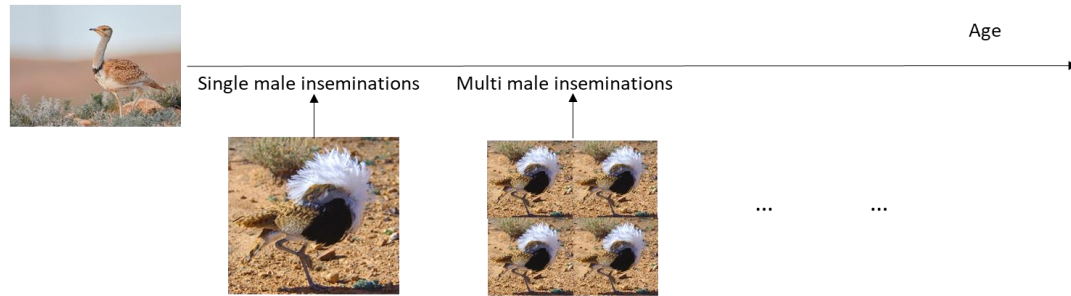 Age
Single male inseminations
Multi male inseminations
... ...